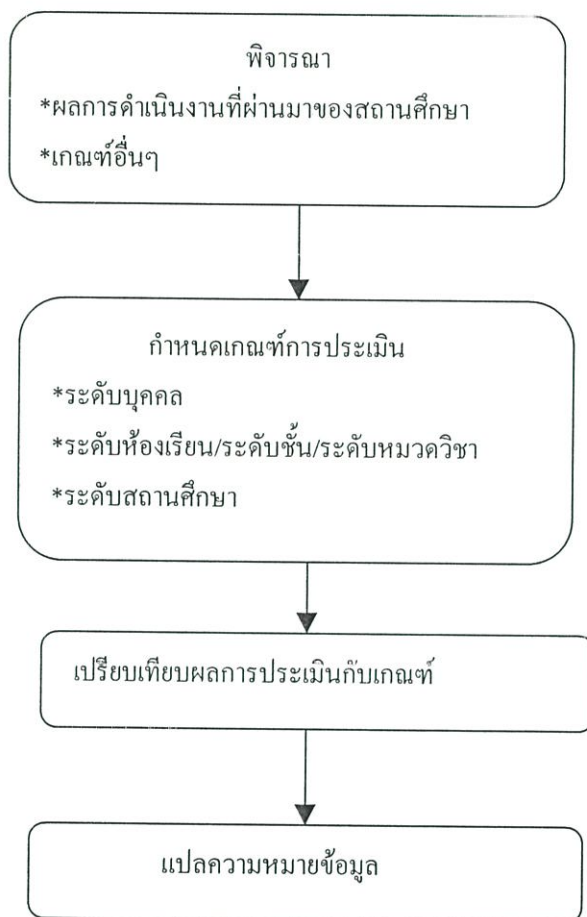 พิจารณา
*ผลการดำเนินงานที่ผ่านมาของสถานศึกษา
*เกณฑ์อื่นๆ
กำหนดเกณฑ์การประเมิน
*ระดับบุคคล
*ระดับห้องเรียน/ระดับชั้น/ระดับหมวดวิชา
*ระดับสถานศึกษา
เปรียบเทียบผลการประเมินกับเกณฑ์
แปลความหมายข้อมูล